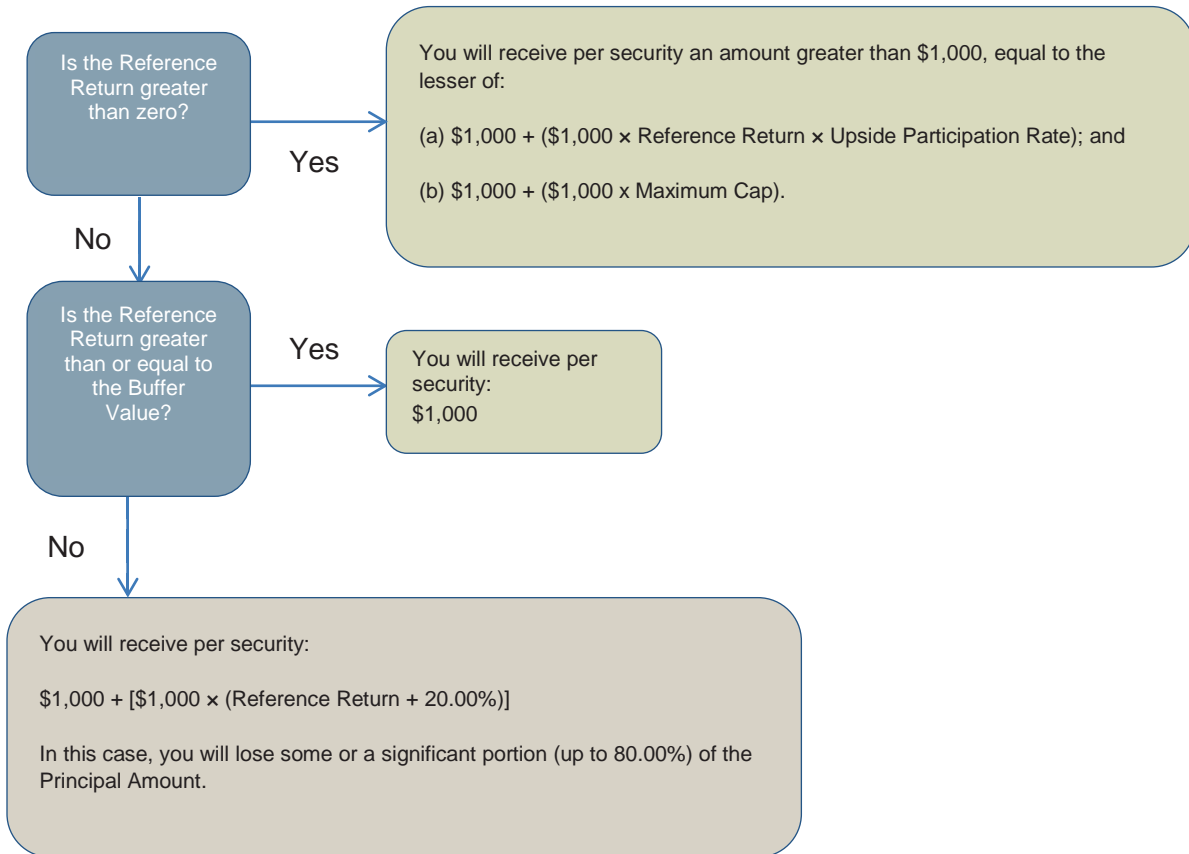 Is the Reference
Return greater
than zero?
Yes
You will receive per security an amount greater than $1,000, equal to the
lesser of:
(a) $1,000 + ($1,000 × Reference Return × Upside Participation Rate); and
(b) $1,000 + ($1,000 x Maximum Cap).
No
Is the Reference
Return greater
than or equal to
the Buffer
Value?
Yes
You will receive per
security:
$1,000
No
You will receive per security:
$1,000 + [$1,000 × (Reference Return + 20.00%)]
In this case, you will lose some or a significant portion (up to 80.00%) of the
Principal Amount.